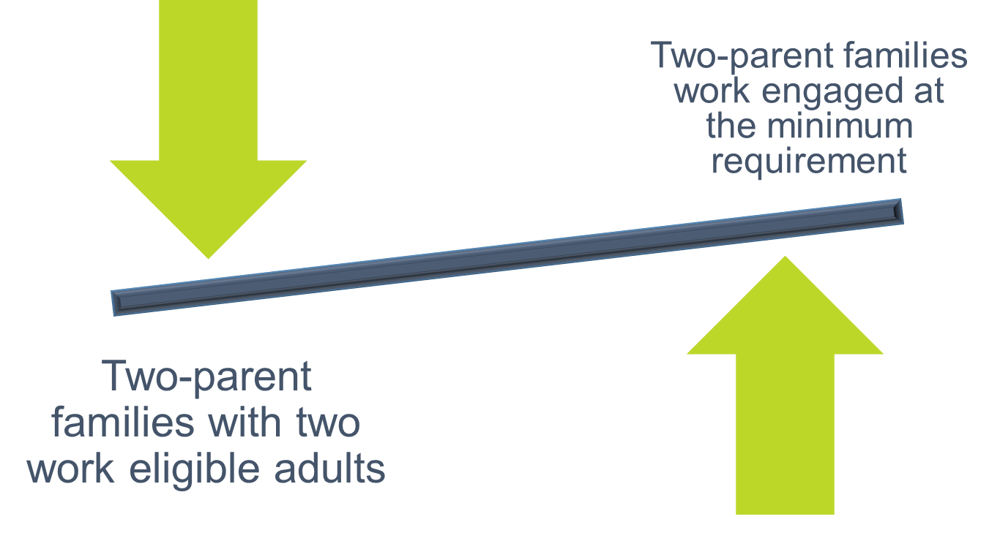 Two-parent families
work engaged at
the minimum
requirement
Two-parent
families with two
work eligible adults